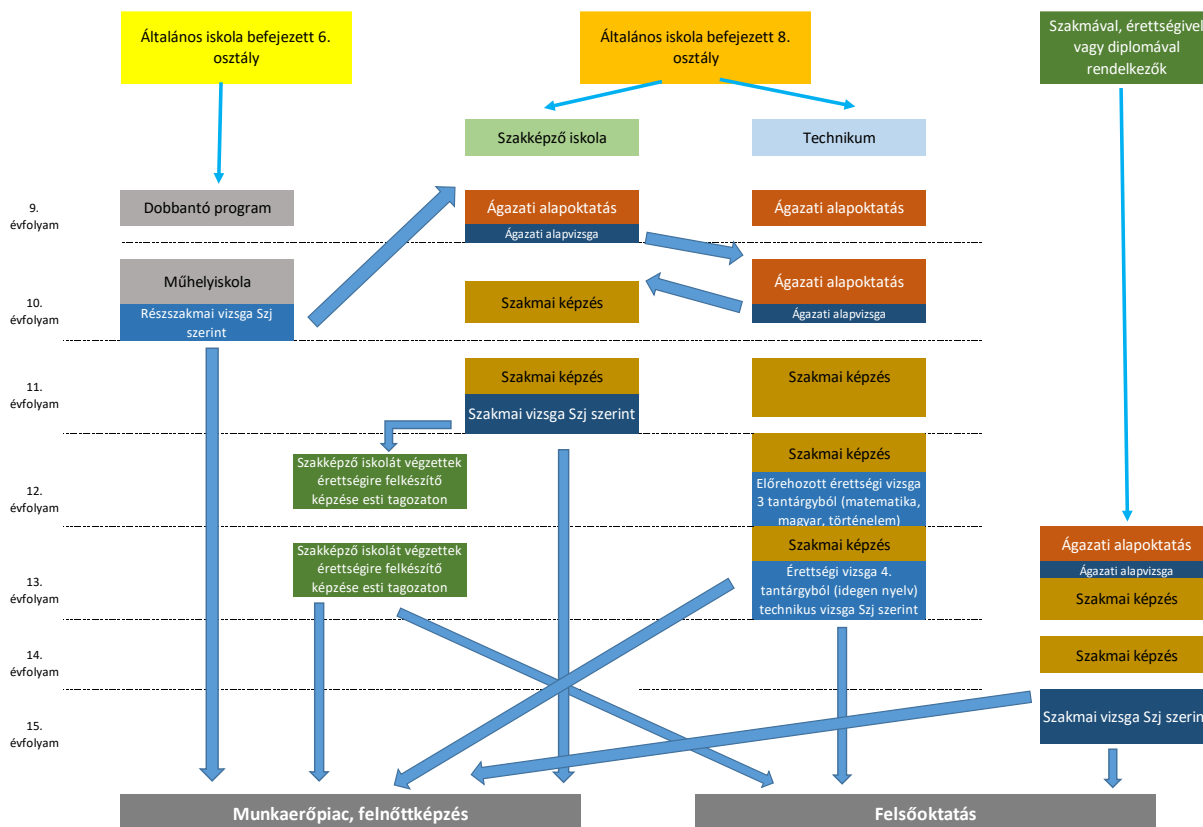 Általános iskola befejezett 6.
osztály
Általános iskola befejezett 8.
osztály
Szakmával, érettségivel
vagy diplomával
rendelkezők
Szakképző iskola
Technikum
9.
évfolyam
Dobbantó program
Ágazati alapoktatás
Ágazati alapvizsga
Ágazati alapoktatás
10.
évfolyam
Műhelyiskola
Részszakmai vizsga Szj
szerint
Szakmai képzés
Ágazati alapoktatás
Ágazati alapvizsga
11.
évfolyam
Szakmai képzés
Szakmai vizsga Szj szerint
Szakmai képzés
12.
évfolyam
Szakképző iskolát végzettek
érettségire felkészítő
képzése esti tagozaton
Szakmai képzés
Előrehozott érettségi vizsga
3 tantárgyból (matematika,
magyar, történelem)
13.
évfolyam
Szakképző iskolát végzettek
érettségire felkészítő
képzése esti tagozaton
Szakmai képzés
Érettségi vizsga 4.
tantárgyból (idegen nyelv)
technikus vizsga Szj szerint
Ágazati alapoktatás
Ágazati alapvizsga
Szakmai képzés
14.
évfolyam
Szakmai képzés
15.
évfolyam
Szakmai vizsga Szj szerint
Munkaerőpiac, felnőttképzés
Felsőoktatás